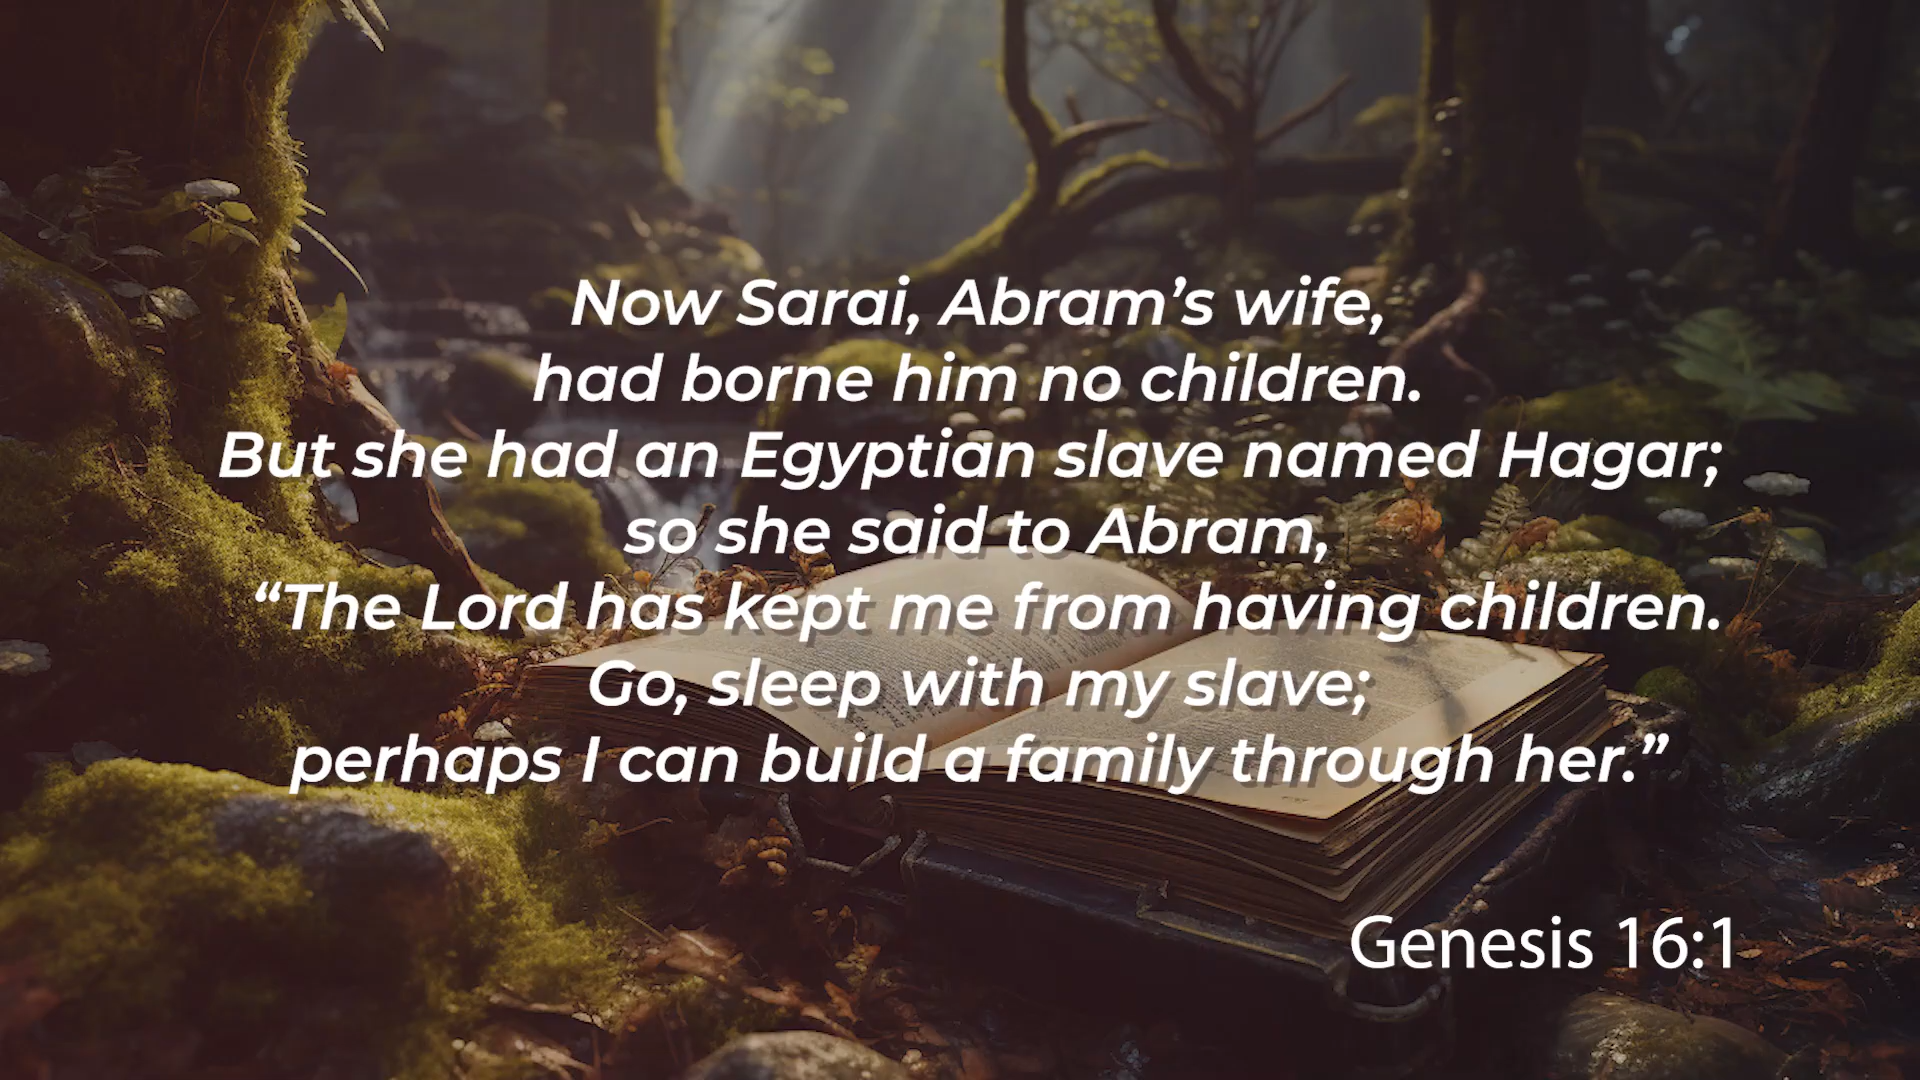 Now Sarai, Abram’s wife,
had borne him no children.
But she had an Egyptian slave named Hagar;
so she said to Abram,
“The Lord has kept me from having children.
Go, sleep with my slave;
perhaps I can build a family through her.”
Genesis 16:1